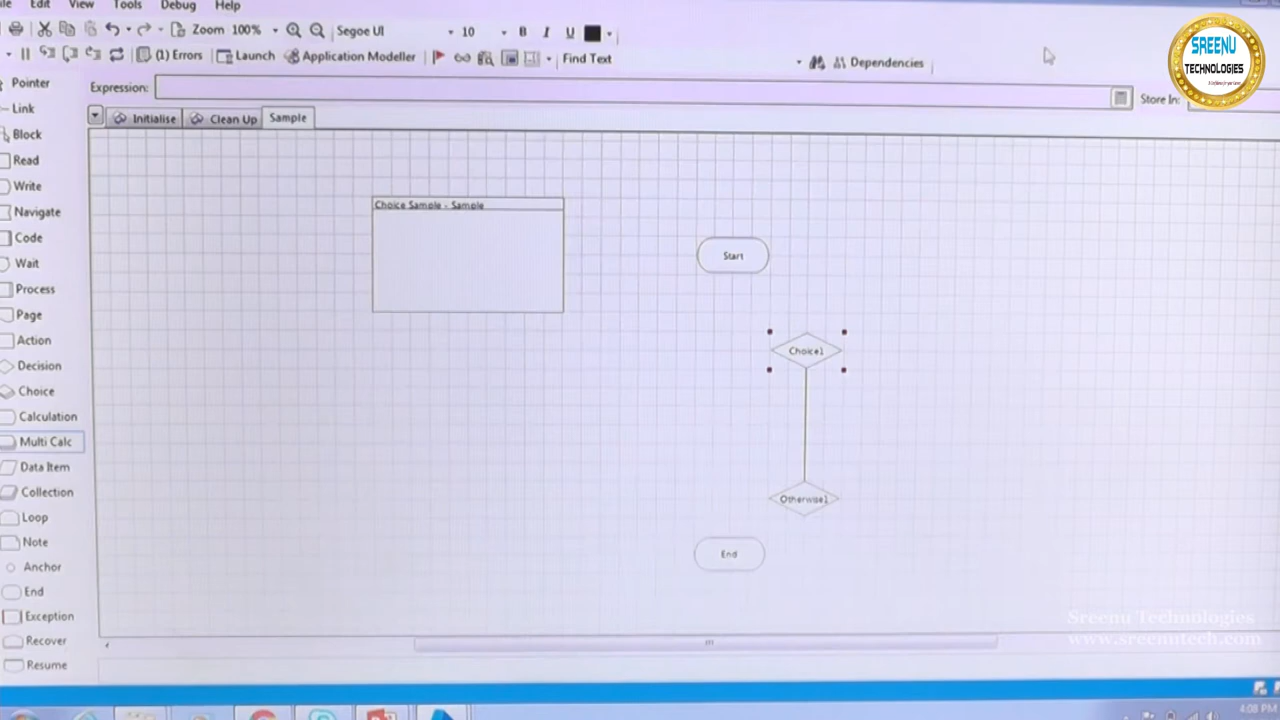 Edit View Tools Debug Help
Zoom 100% Segoe UI 10 B I U
(1) Errors Launch Application Modeller Find Text Dependencies
Expression: Store In:
Initialise Clean Up Sample
Pointer
Link
Block
Read
Write
Navigate
Code
Wait
Process
Page
Action
Decision
Choice
Calculation
Multi Calc
Data Item
Collection
Loop
Note
Anchor
End
Exception
Recover
Resume
Choice Sample - Sample
Start
Choice1
Otherwise1
End
SREENU
TECHNOLOGIES
Sreenu Technologies
www.sreenutech.com
4:08 PM